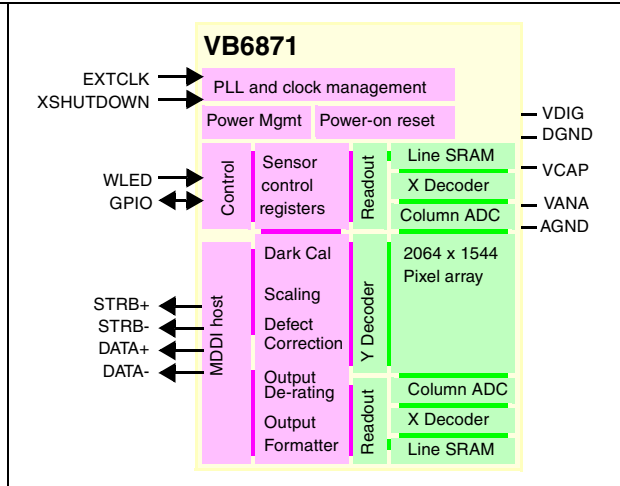 VB6871
EXTCLK
XSHUTDOWN
PLL and clock management
Power Mgmt
Power-on reset
VDIG
DGND
VCAP
VANA
AGND
WLED
GPIO
Control
Sensor
control
registers
Readout
Line SRAM
X Decoder
Column ADC
STRB+
STRB-
DATA+
DATA-
MDDI host
Dark Cal
Scaling
Defect
Correction
Output
De-rating
Output
Formatter
Y Decoder
2064 x 1544
Pixel array
Readout
Column ADC
X Decoder
Line SRAM